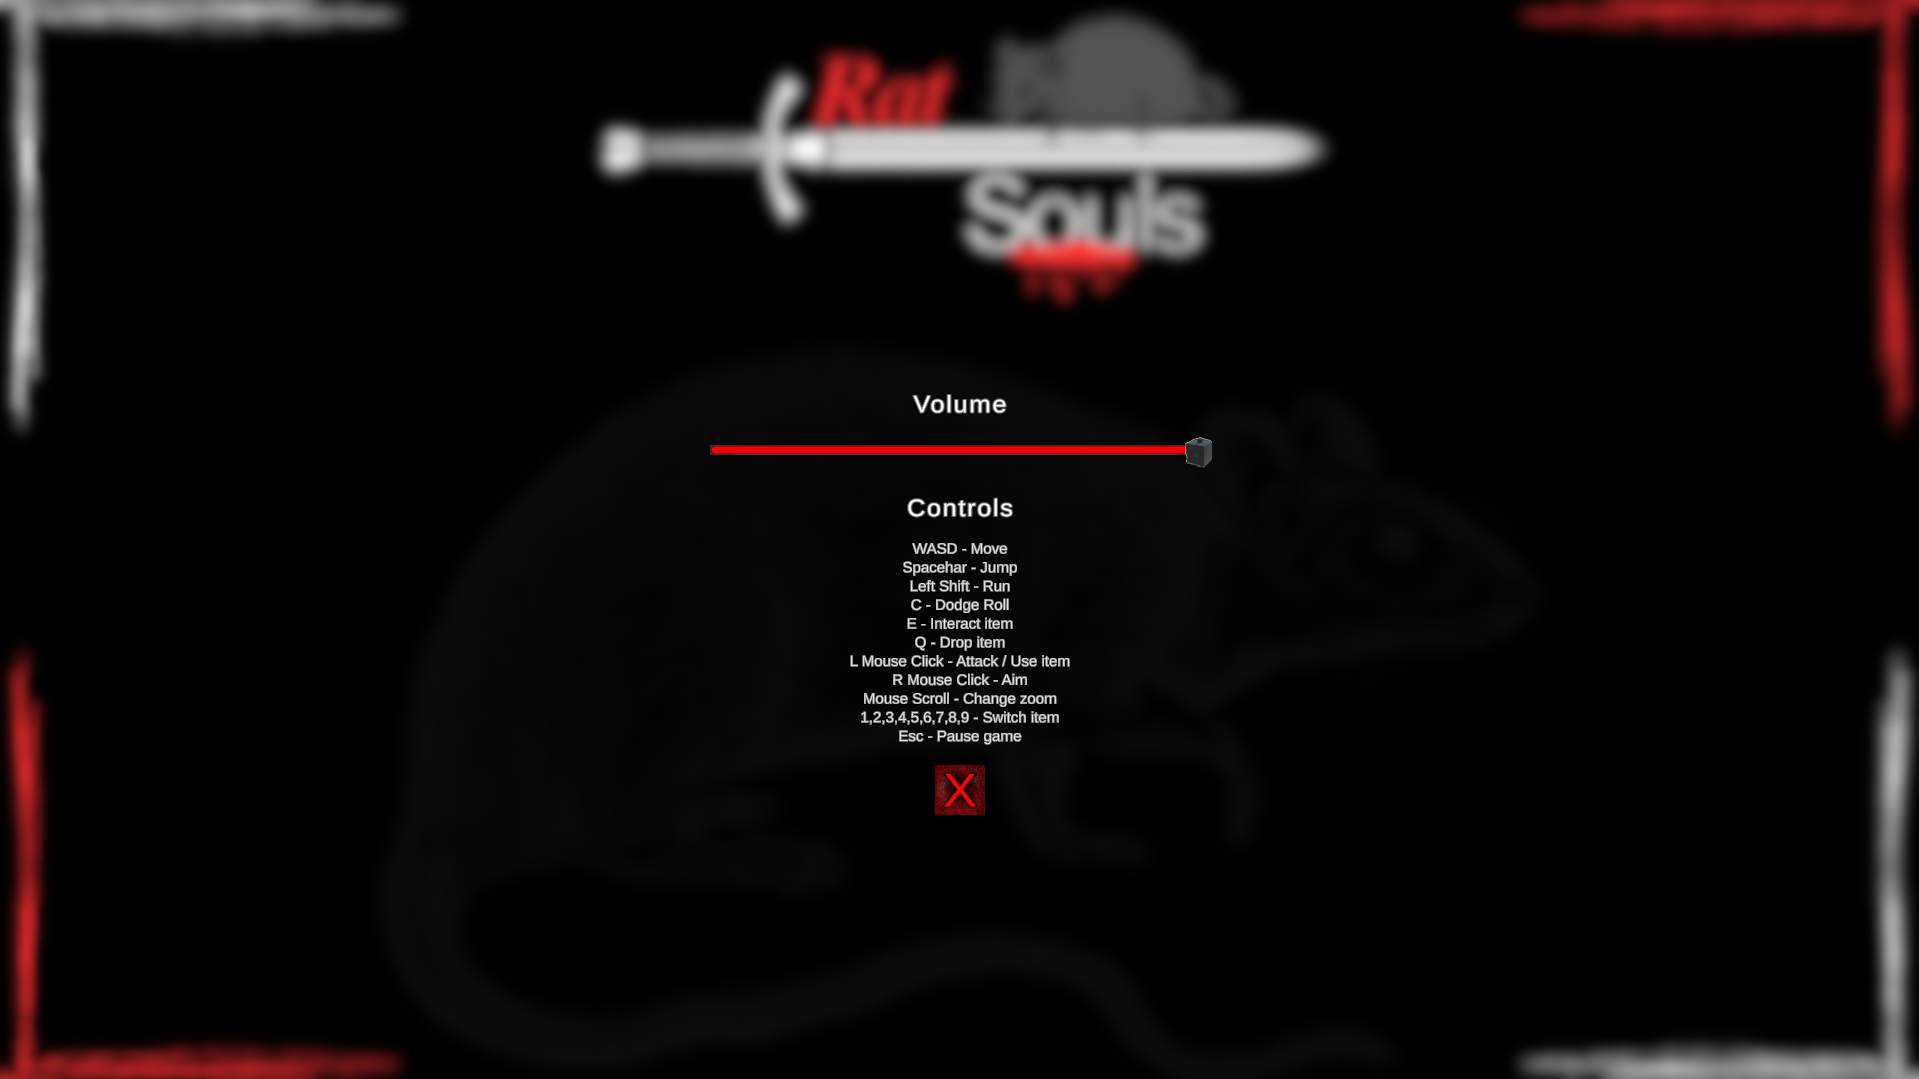 Rat
Souls
Volume
Controls
WASD - Move
Spacehar - Jump
Left Shift - Run
C - Dodge Roll
E - Interact item
Q - Drop item
L Mouse Click - Attack / Use item
R Mouse Click - Aim
Mouse Scroll - Change zoom
1,2,3,4,5,6,7,8,9 - Switch item
Esc - Pause game
X